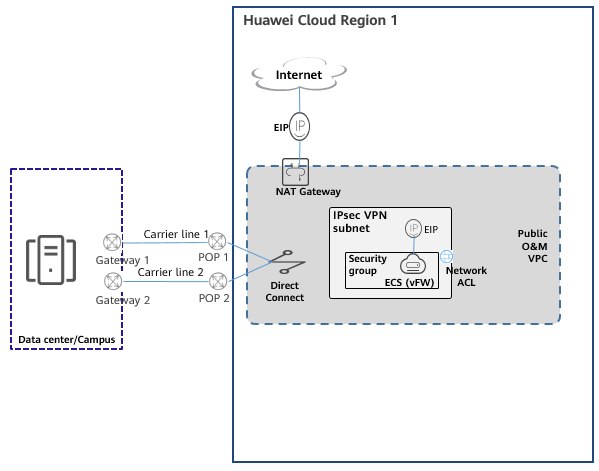 Huawei Cloud Region 1
Internet
EIP
IP
NAT Gateway
IPsec VPN
subnet
IP
EIP
Public
O&M
VPC
Security
group
Network
ACL
ECS (vFW)
Direct
Connect
Carrier line 1
POP 1
Gateway 1
Carrier line 2
POP 2
Gateway 2
Data center/Campus